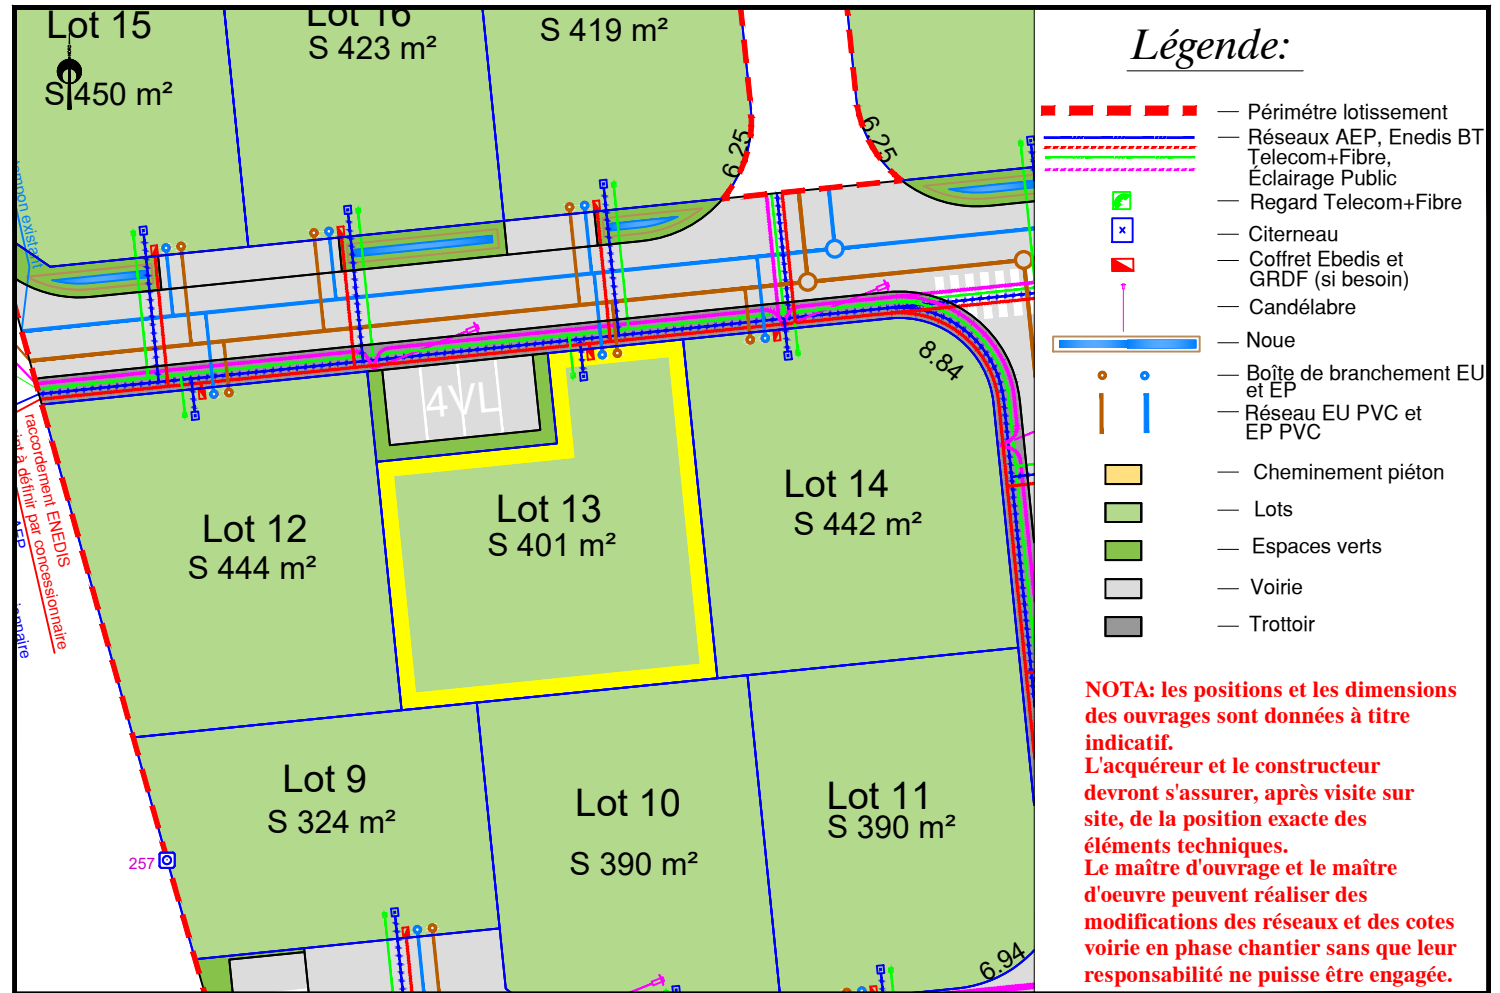 Lot 15
S 450 m²
Lot 16
S 423 m²
S 419 m²
6.25
6.25
tampon existant
4VL
8.84
Lot 12
S 444 m²
Lot 13
S 401 m²
Lot 14
S 442 m²
raccordement ENEDIS
à définir par concessionnaire
AEP
Lot 9
S 324 m²
Lot 10
S 390 m²
Lot 11
S 390 m²
257
6.94
Légende:
Périmétre lotissement
Réseaux AEP, Enedis BT
Telecom+Fibre,
Éclairage Public
Regard Telecom+Fibre
Citerneau
Coffret Ebedis et
GRDF (si besoin)
Candélabre
Noue
Boîte de branchement EU
et EP
Réseau EU PVC et
EP PVC
Cheminement piéton
Lots
Espaces verts
Voirie
Trottoir
NOTA: les positions et les dimensions
des ouvrages sont données à titre
indicatif.
L'acquéreur et le constructeur
devront s'assurer, après visite sur
site, de la position exacte des
éléments techniques.
Le maître d'ouvrage et le maître
d'oeuvre peuvent réaliser des
modifications des réseaux et des cotes
voirie en phase chantier sans que leur
responsabilité ne puisse être engagée.